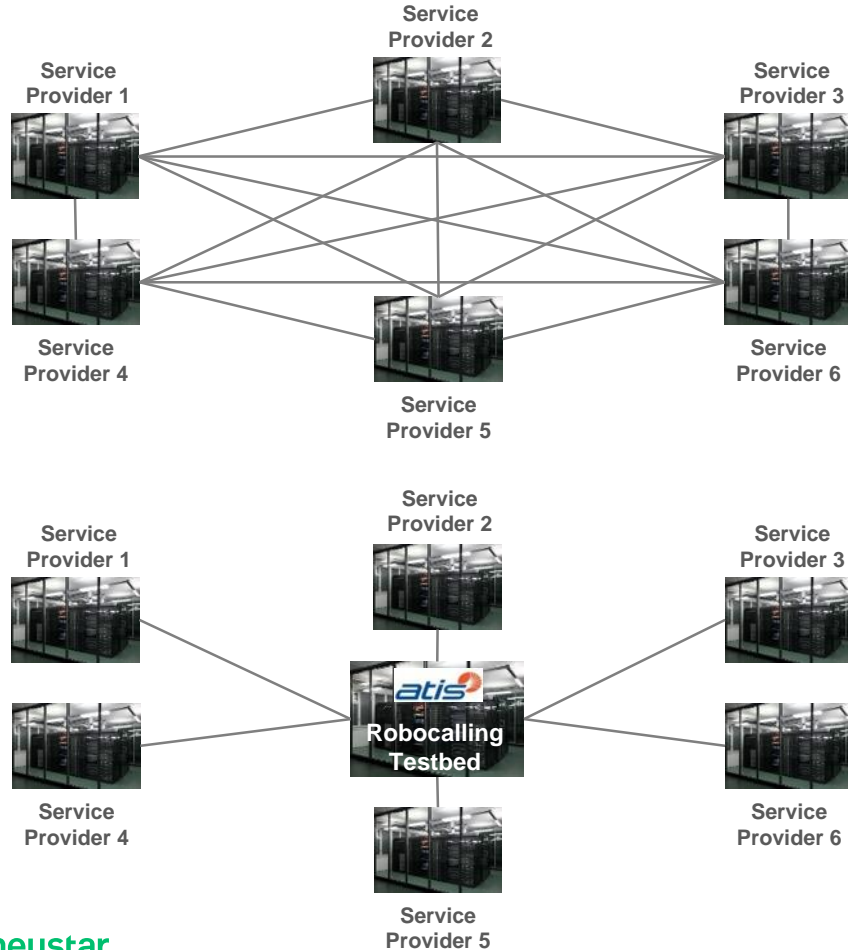 Service
Provider 2
Service
Provider 1
Service
Provider 3
Service
Provider 4
Service
Provider 6
Service
Provider 5
Service
Provider 2
Service
Provider 1
Service
Provider 3
atis
Robocalling
Testbed
Service
Provider 4
Service
Provider 6
Service
Provider 5
neustar